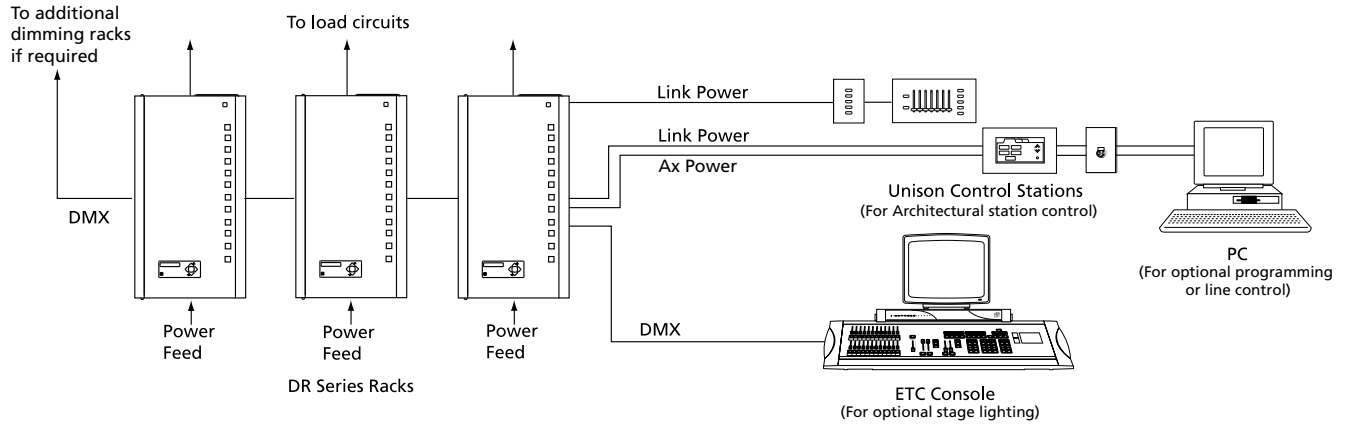 To additional
dimming racks
if required
To load circuits
Link Power
Link Power
Ax Power
DMX
Unison Control Stations
(For Architectural station control)
PC
(For optional programming
or line control)
Power
Feed
Power
Feed
Power
Feed
DMX
DR Series Racks
ETC Console
(For optional stage lighting)